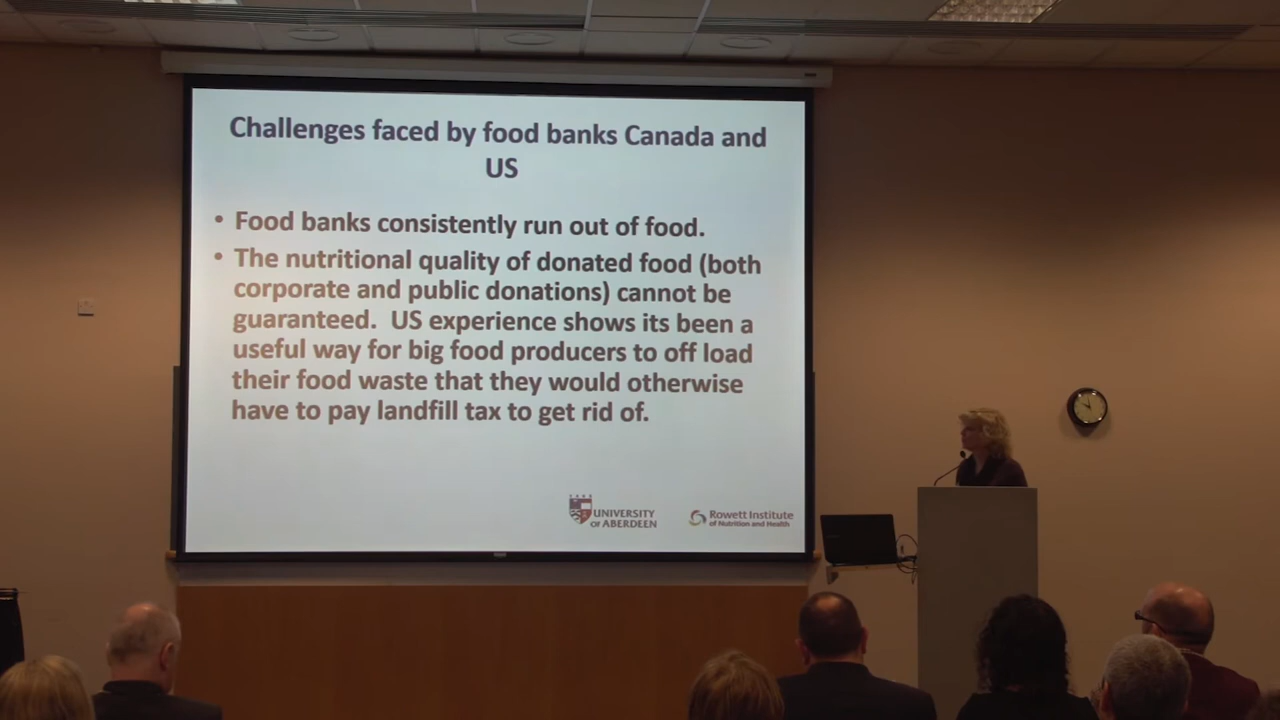 Challenges faced by food banks Canada and
US
• Food banks consistently run out of food.
• The nutritional quality of donated food (both
corporate and public donations) cannot be
guaranteed.  US experience shows its been a
useful way for big food producers to off load
their food waste that they would otherwise
have to pay landfill tax to get rid of.
UNIVERSITY
OF ABERDEEN
Rowett Institute
of Nutrition and Health